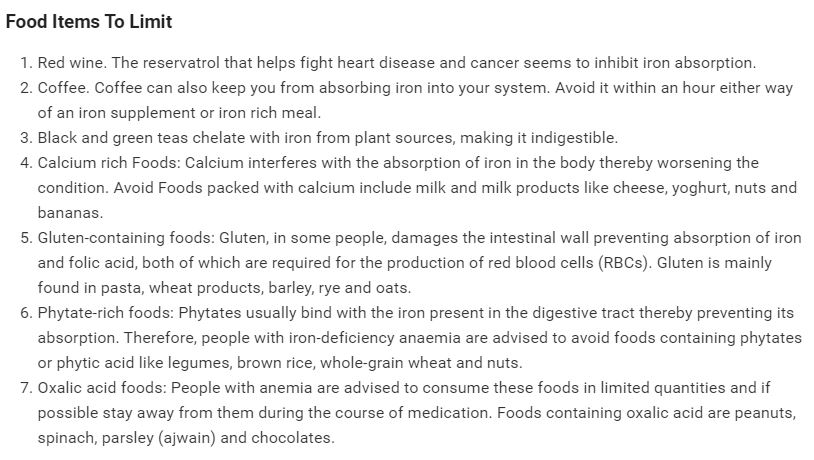 Food Items To Limit
1. Red wine. The reservatrol that helps fight heart disease and cancer seems to inhibit iron absorption.
2. Coffee. Coffee can also keep you from absorbing iron into your system. Avoid it within an hour either way
of an iron supplement or iron rich meal.
3. Black and green teas chelate with iron from plant sources, making it indigestible.
4. Calcium rich Foods: Calcium interferes with the absorption of iron in the body thereby worsening the
condition. Avoid Foods packed with calcium include milk and milk products like cheese, yoghurt, nuts and
bananas.
5. Gluten-containing foods: Gluten, in some people, damages the intestinal wall preventing absorption of iron
and folic acid, both of which are required for the production of red blood cells (RBCs). Gluten is mainly
found in pasta, wheat products, barley, rye and oats.
6. Phytate-rich foods: Phytates usually bind with the iron present in the digestive tract thereby preventing its
absorption. Therefore, people with iron-deficiency anaemia are advised to avoid foods containing phytates
or phytic acid like legumes, brown rice, whole-grain wheat and nuts.
7. Oxalic acid foods: People with anemia are advised to consume these foods in limited quantities and if
possible stay away from them during the course of medication. Foods containing oxalic acid are peanuts,
spinach, parsley (ajwain) and chocolates.